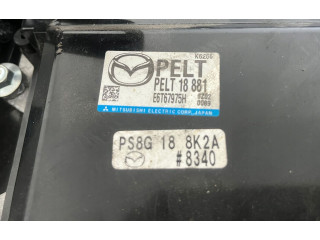 PELT
PELT 18 881
E6T67975H
MITSUBISHI ELECTRIC CORP. JAPAN
PS8G 18 8K2A
#8340